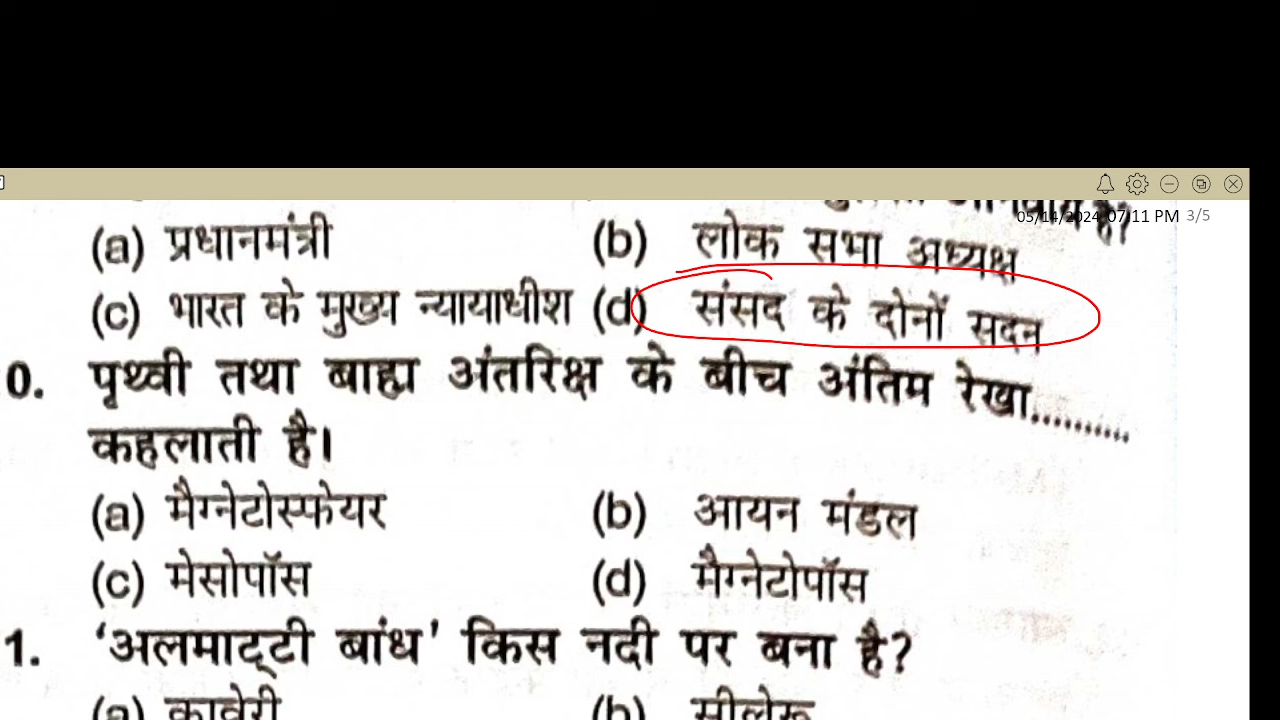 05/14/2024 07:11 PM 3/5
(a) प्रधानमंत्री (b) लोक सभा अध्यक्ष
(c) भारत के मुख्य न्यायाधीश (d) संसद के दोनों सदन
0. पृथ्वी तथा बाह्य अंतरिक्ष के बीच अंतिम रेखा..........
कहलाती है।
(a) मैग्नेटोस्फेयर (b) आयन मंडल
(c) मेसोपॉस (d) मैग्नेटोपॉस
1. ‘अलमाट्टी बांध’ किस नदी पर बना है?
(a) कावेरी (b) सीलेरू